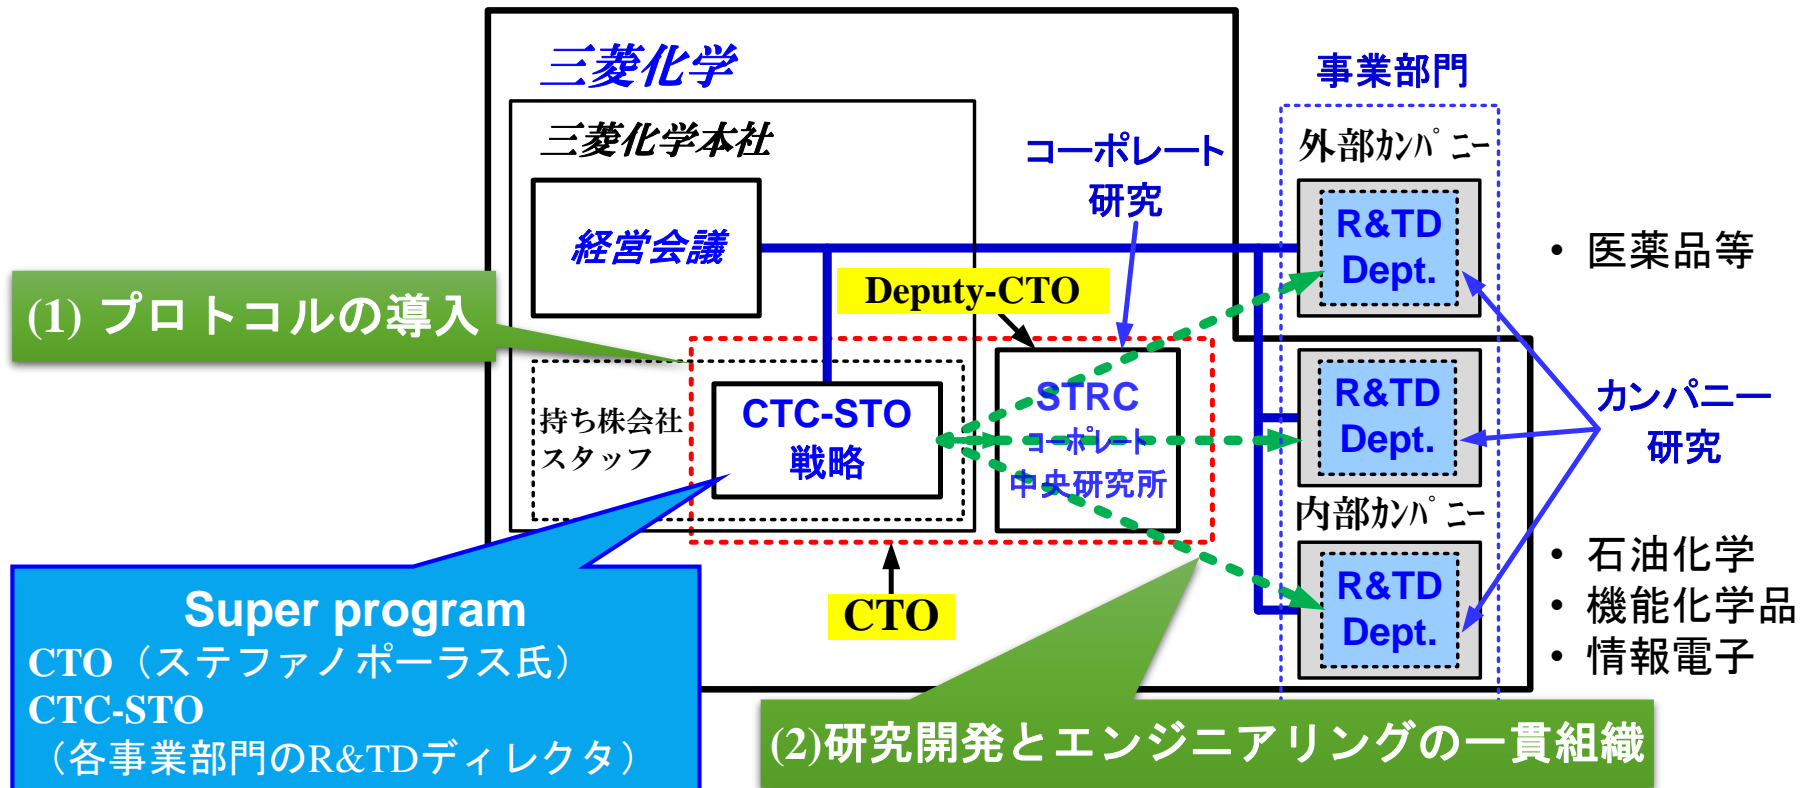 三菱化学
三菱化学本社
経営会議
(1) プロトコルの導入
持ち株会社
スタッフ
CTC-STO
戦略
Deputy-CTO
コーポレート
研究
STRC
コーポレート
中央研究所
CTO
事業部門
外部カンパニー
R&TD
Dept.
R&TD
Dept.
内部カンパニー
R&TD
Dept.
• 医薬品等
カンパニー
研究
• 石油化学
• 機能化学品
• 情報電子
Super program
CTO（ステファノポーラス氏）
CTC-STO
（各事業部門のR&TDディレクタ）
(2)研究開発とエンジニアリングの一貫組織